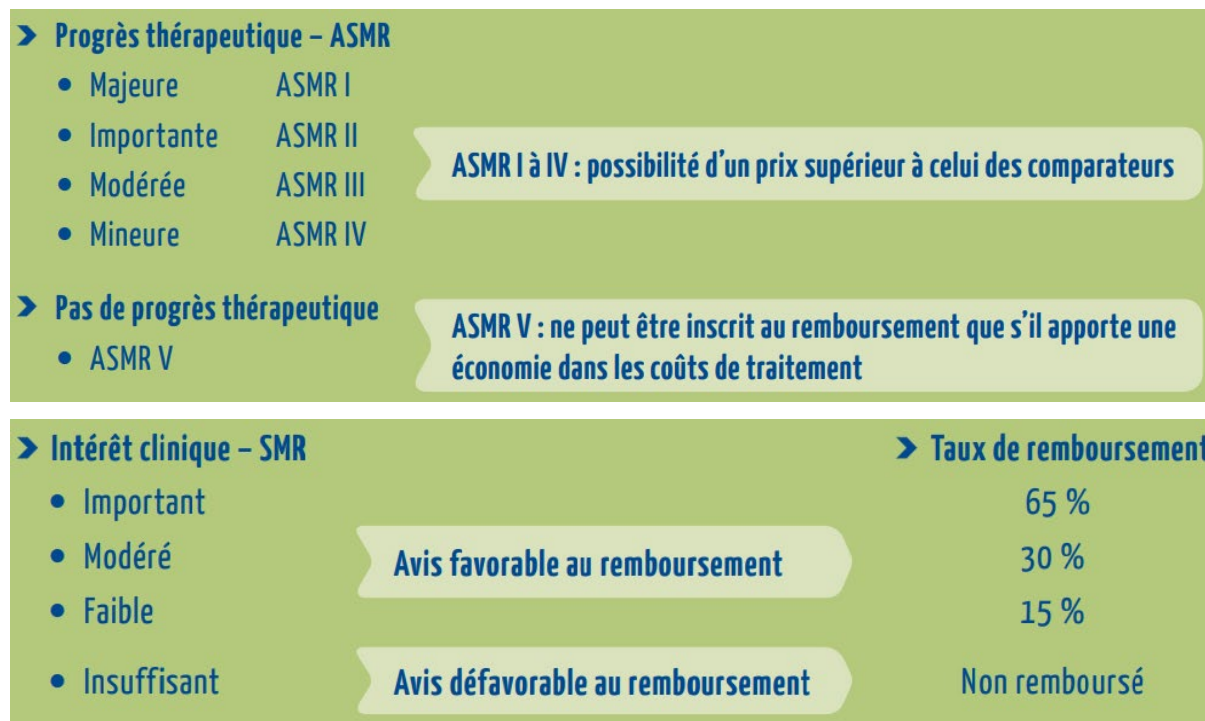 Progrès thérapeutique – ASMR
• Majeure ASMR I
• Importante ASMR II
• Modérée ASMR III
• Mineure ASMR IV
ASMR I à IV : possibilité d'un prix supérieur à celui des comparateurs
Pas de progrès thérapeutique
• ASMR V
ASMR V : ne peut être inscrit au remboursement que s'il apporte une
économie dans les coûts de traitement
Intérêt clinique – SMR
Taux de remboursement
• Important 65 %
• Modéré 30 %
• Faible 15 %
Avis favorable au remboursement
• Insuffisant
Avis défavorable au remboursement
Non remboursé